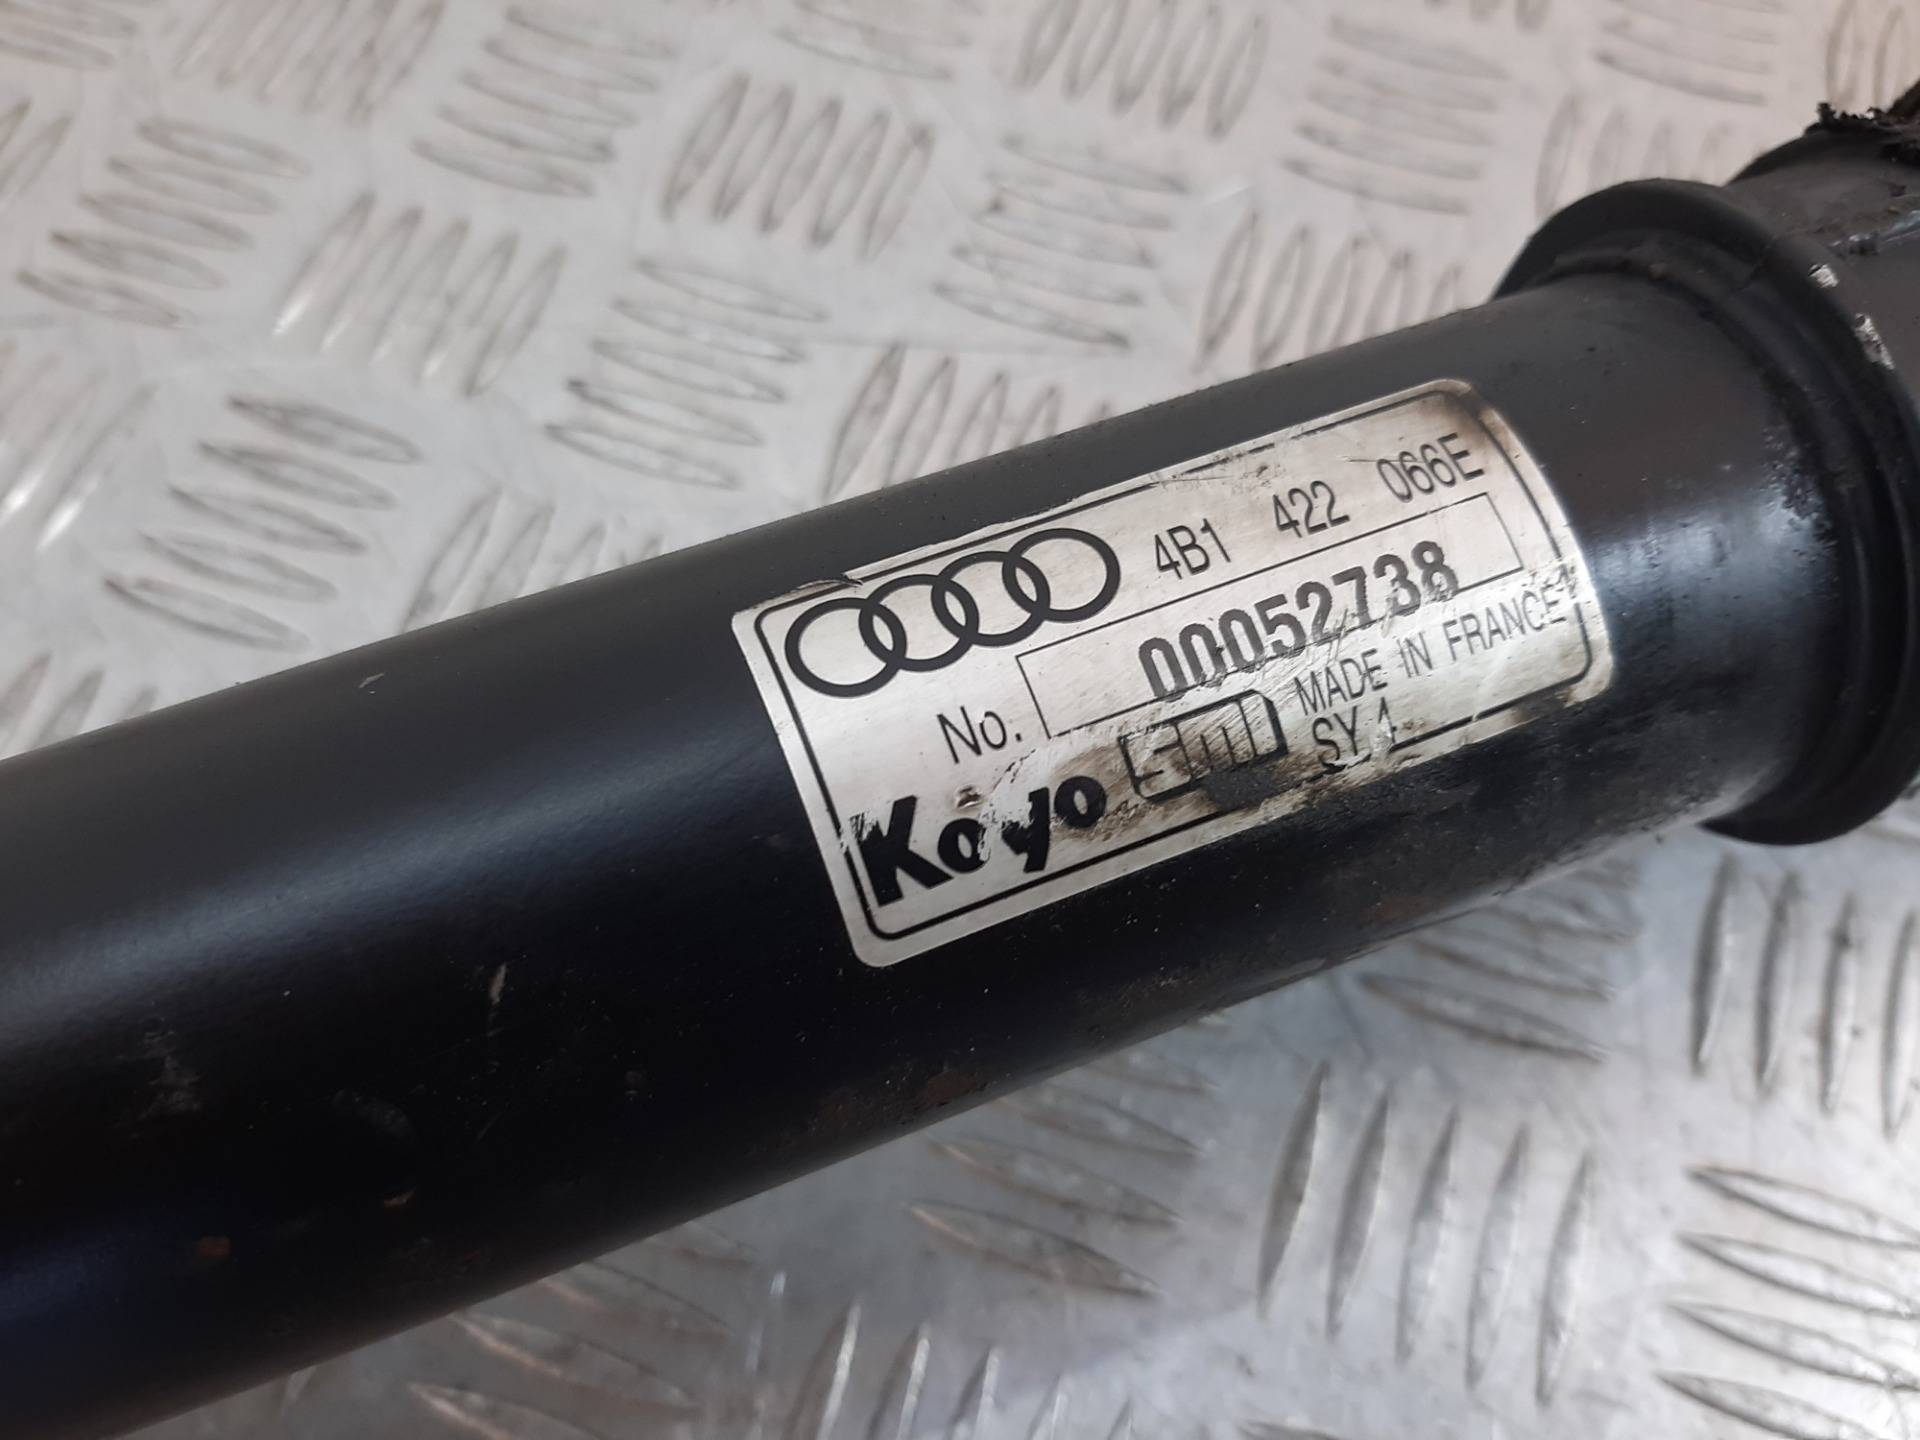 4B1 422 066E
No. 00052738
MADE IN FRANCE
Koyo SY 1